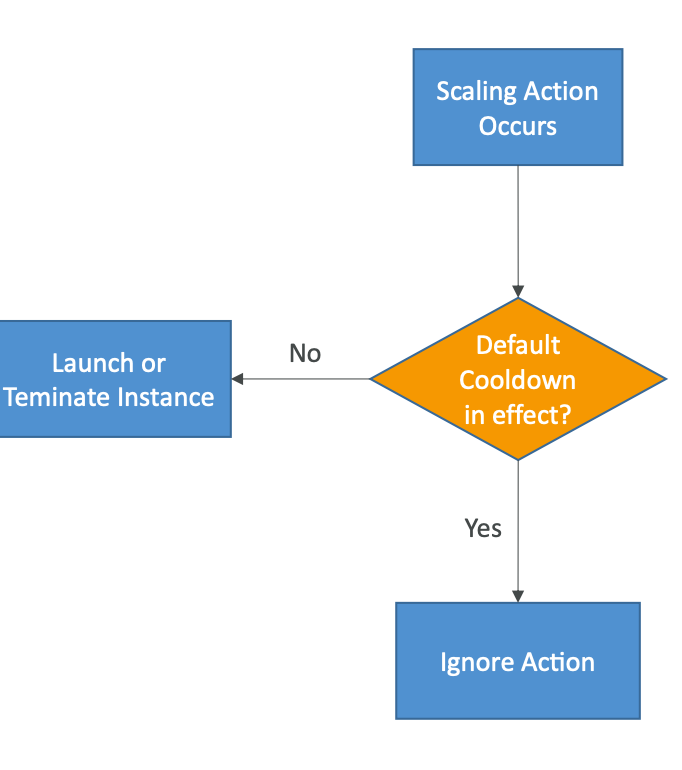 Scaling Action
Occurs
Default
Cooldown
in effect?
No
Launch or
Teminate Instance
Yes
Ignore Action